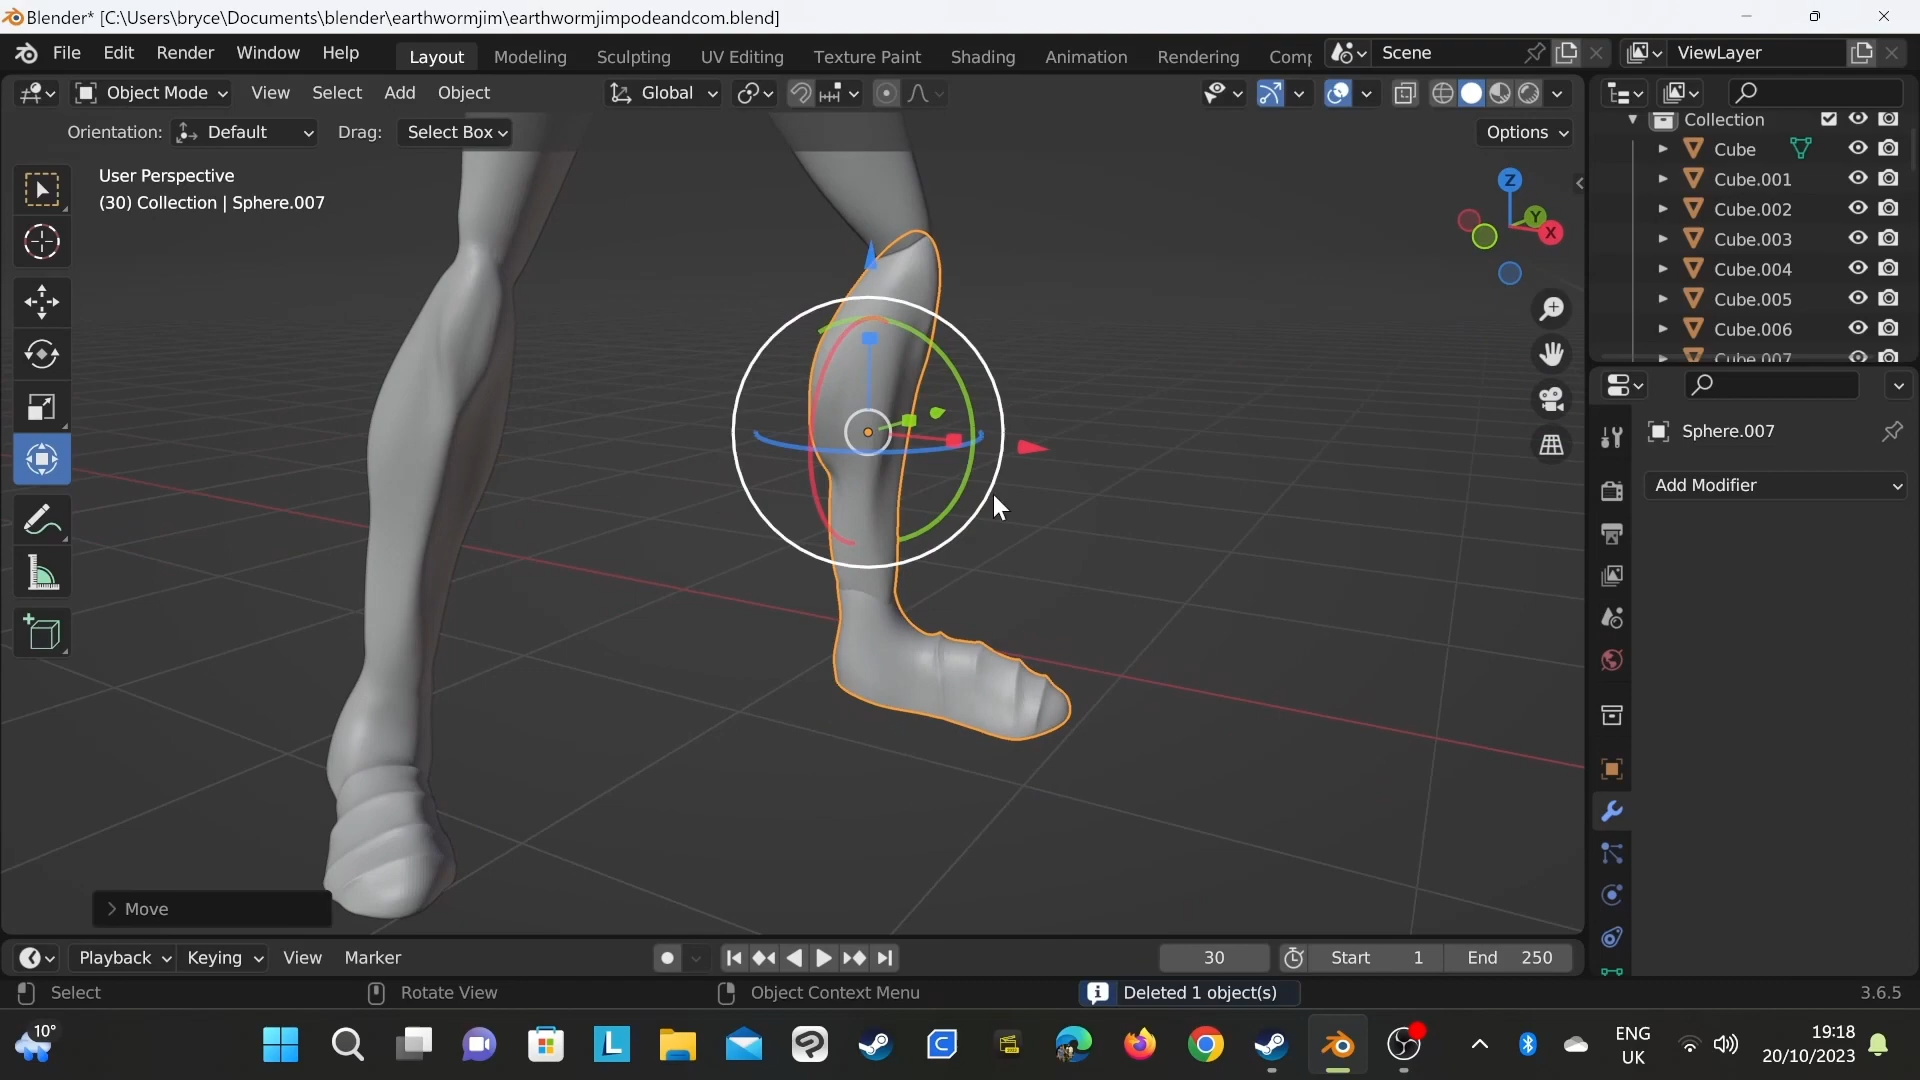 Blender* [C:\Users\bryce\Documents\blender\earthwormjim\earthwormjimpodeandcom.blend]
File Edit Render Window Help Layout Modeling Sculpting UV Editing Texture Paint Shading Animation Rendering Comp Scene ViewLayer
Object Mode View Select Add Object Global
Orientation: Default Drag: Select Box Options
User Perspective
(30) Collection | Sphere.007
Z
Y
X
Collection
Cube
Cube.001
Cube.002
Cube.003
Cube.004
Cube.005
Cube.006
Cube.007
Sphere.007
Add Modifier
Move
Playback Keying View Marker 30 Start 1 End 250
Select Rotate View Object Context Menu Deleted 1 object(s) 3.6.5
10°
L
C
ENG
UK
19:18
20/10/2023